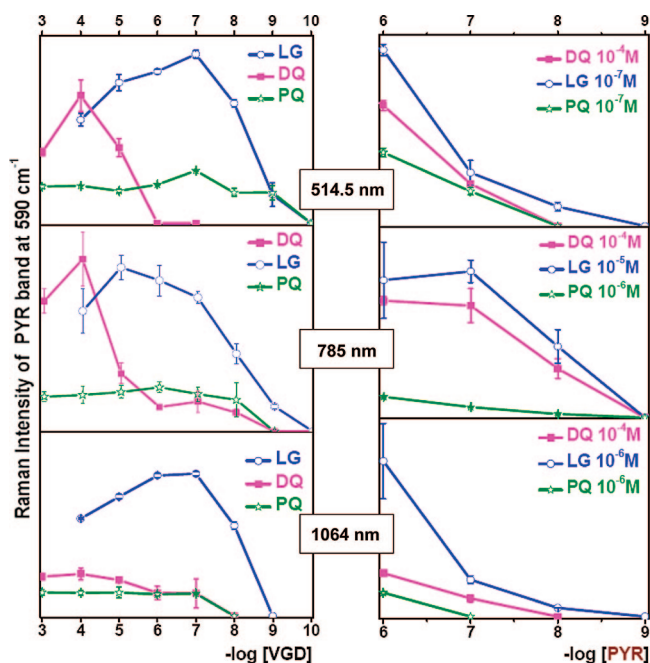 3 4 5 6 7 8 9 10
6 7 8 9
LG
DQ
PQ
DQ 10⁻⁴M
LG 10⁻⁷M
PQ 10⁻⁷M
514.5 nm
DQ
LG
PQ
DQ 10⁻⁴M
LG 10⁻⁵M
PQ 10⁻⁶M
785 nm
LG
DQ
PQ
DQ 10⁻⁴M
LG 10⁻⁶M
PQ 10⁻⁶M
1064 nm
Raman Intensity of PYR band at 590 cm⁻¹
3 4 5 6 7 8 9 10
6 7 8 9
-log [VGD]
-log [PYR]